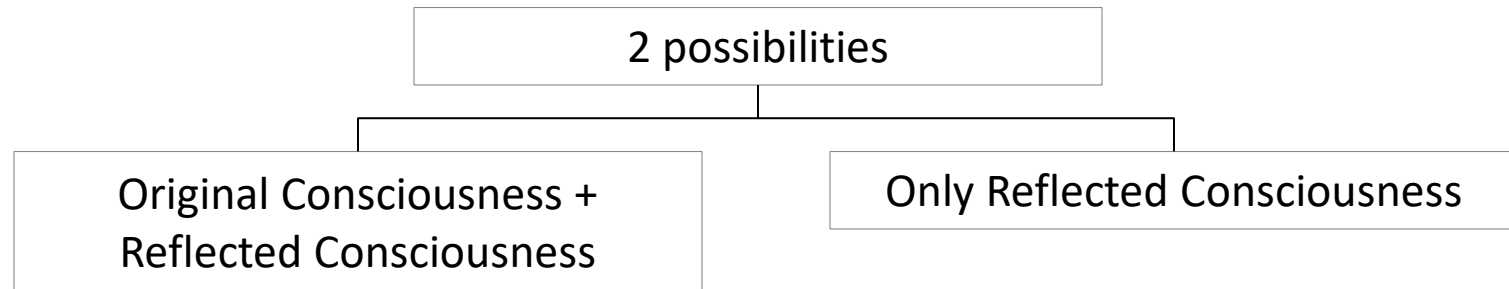 2 possibilities
Original Consciousness +
Reflected Consciousness
Only Reflected Consciousness